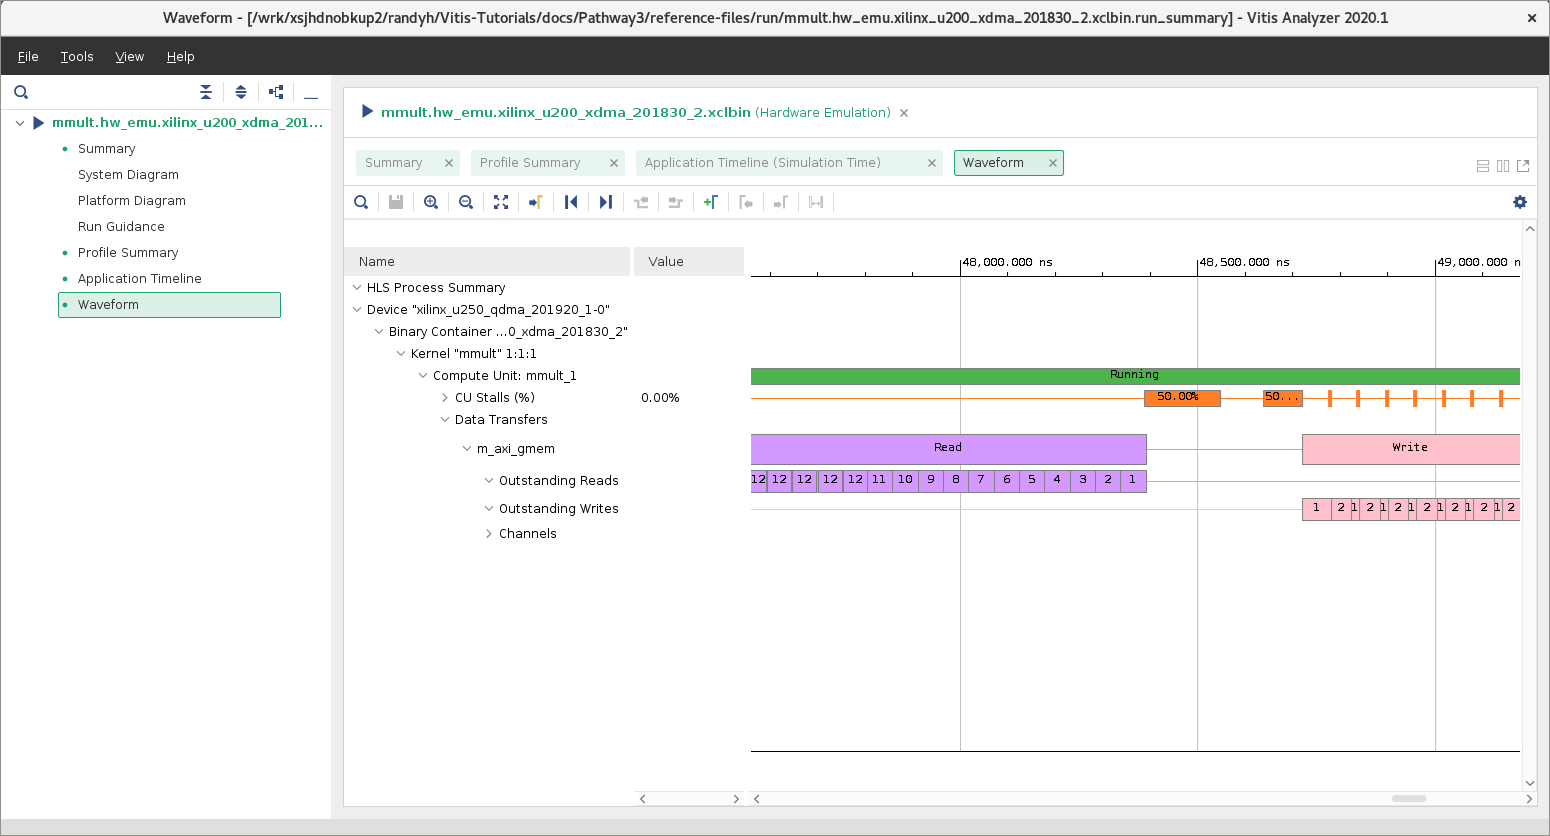 Waveform - [/wrk/xsjhdnobkup2/randyh/Vitis-Tutorials/docs/Pathway3/reference-files/run/mmult.hw_emu.xilinx_u200_xdma_201830_2.xclbin.run_summary] - Vitis Analyzer 2020.1
File Tools View Help
mmult.hw_emu.xilinx_u200_xdma_201...
Summary
System Diagram
Platform Diagram
Run Guidance
Profile Summary
Application Timeline
Waveform
mmult.hw_emu.xilinx_u200_xdma_201830_2.xclbin (Hardware Emulation)
Summary Profile Summary Application Timeline (Simulation Time) Waveform
Name Value 48,000.000 ns 48,500.000 ns 49,000.000 n
HLS Process Summary
Device "xilinx_u250_qdma_201920_1-0"
Binary Container ...0_xdma_201830_2"
Kernel "mmult" 1:1:1
Compute Unit: mmult_1 Running
CU Stalls (%) 0.00% 50.00% 50...
Data Transfers
m_axi_gmem Read Write
Outstanding Reads 12 12 12 12 12 11 10 9 8 7 6 5 4 3 2 1
Outstanding Writes 1 2 1 2 1 2 1 2 1 2 1 2 1 2
Channels